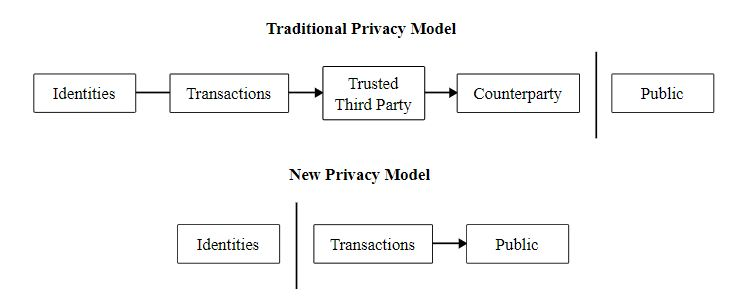 Traditional Privacy Model
Identities
Transactions
Trusted
Third Party
Counterparty
Public
New Privacy Model
Identities
Transactions
Public